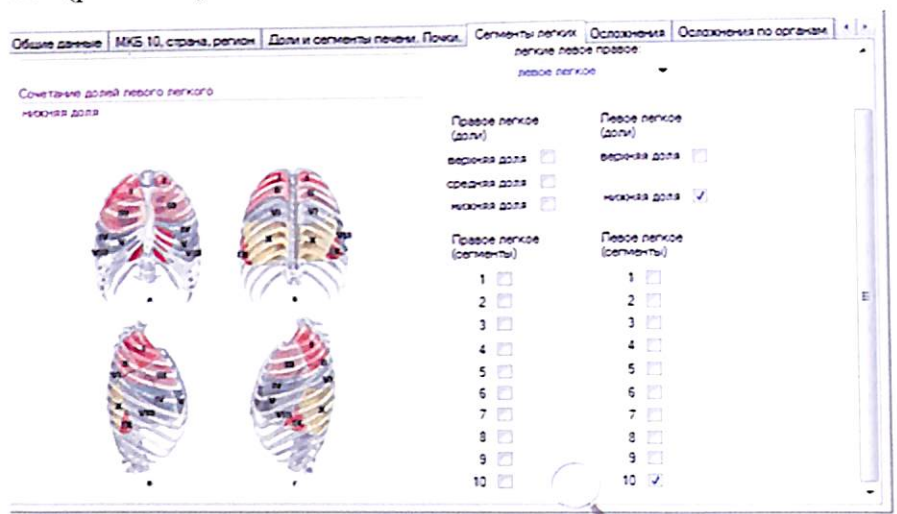 Общие данные МКБ 10, страна, регион Доли и сегменты печени. Почки. Сегменты легких Осложнения Осложнения по органам
легкие левое правое:
левое легкое
Сочетание долей левого легкого
нижняя доля
Правое легкое (доли)
верхняя доля
средняя доля
нижняя доля
Левое легкое (доли)
верхняя доля
нижняя доля
Правое легкое (сегменты)
1
2
3
4
5
6
7
8
9
10
Левое легкое (сегменты)
1
2
3
4
5
6
7
8
9
10